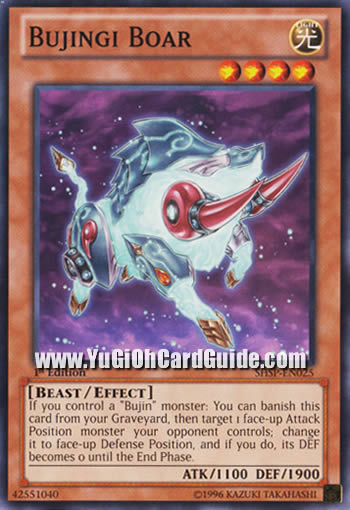 Bujingi Boar
LIGHT
光
www.YuGiOhCardGuide.com
1st Edition
SHSP-EN025
[Beast/Effect]
If you control a "Bujin" monster: You can banish
this card from your Graveyard, then target 1 face-up Attack
Position monster your opponent controls; change
it to face-up Defense Position, and if you do, its DEF
becomes 0 until the End Phase.
ATK/1100 DEF/1900
42551040
©1996 KAZUKI TAKAHASHI